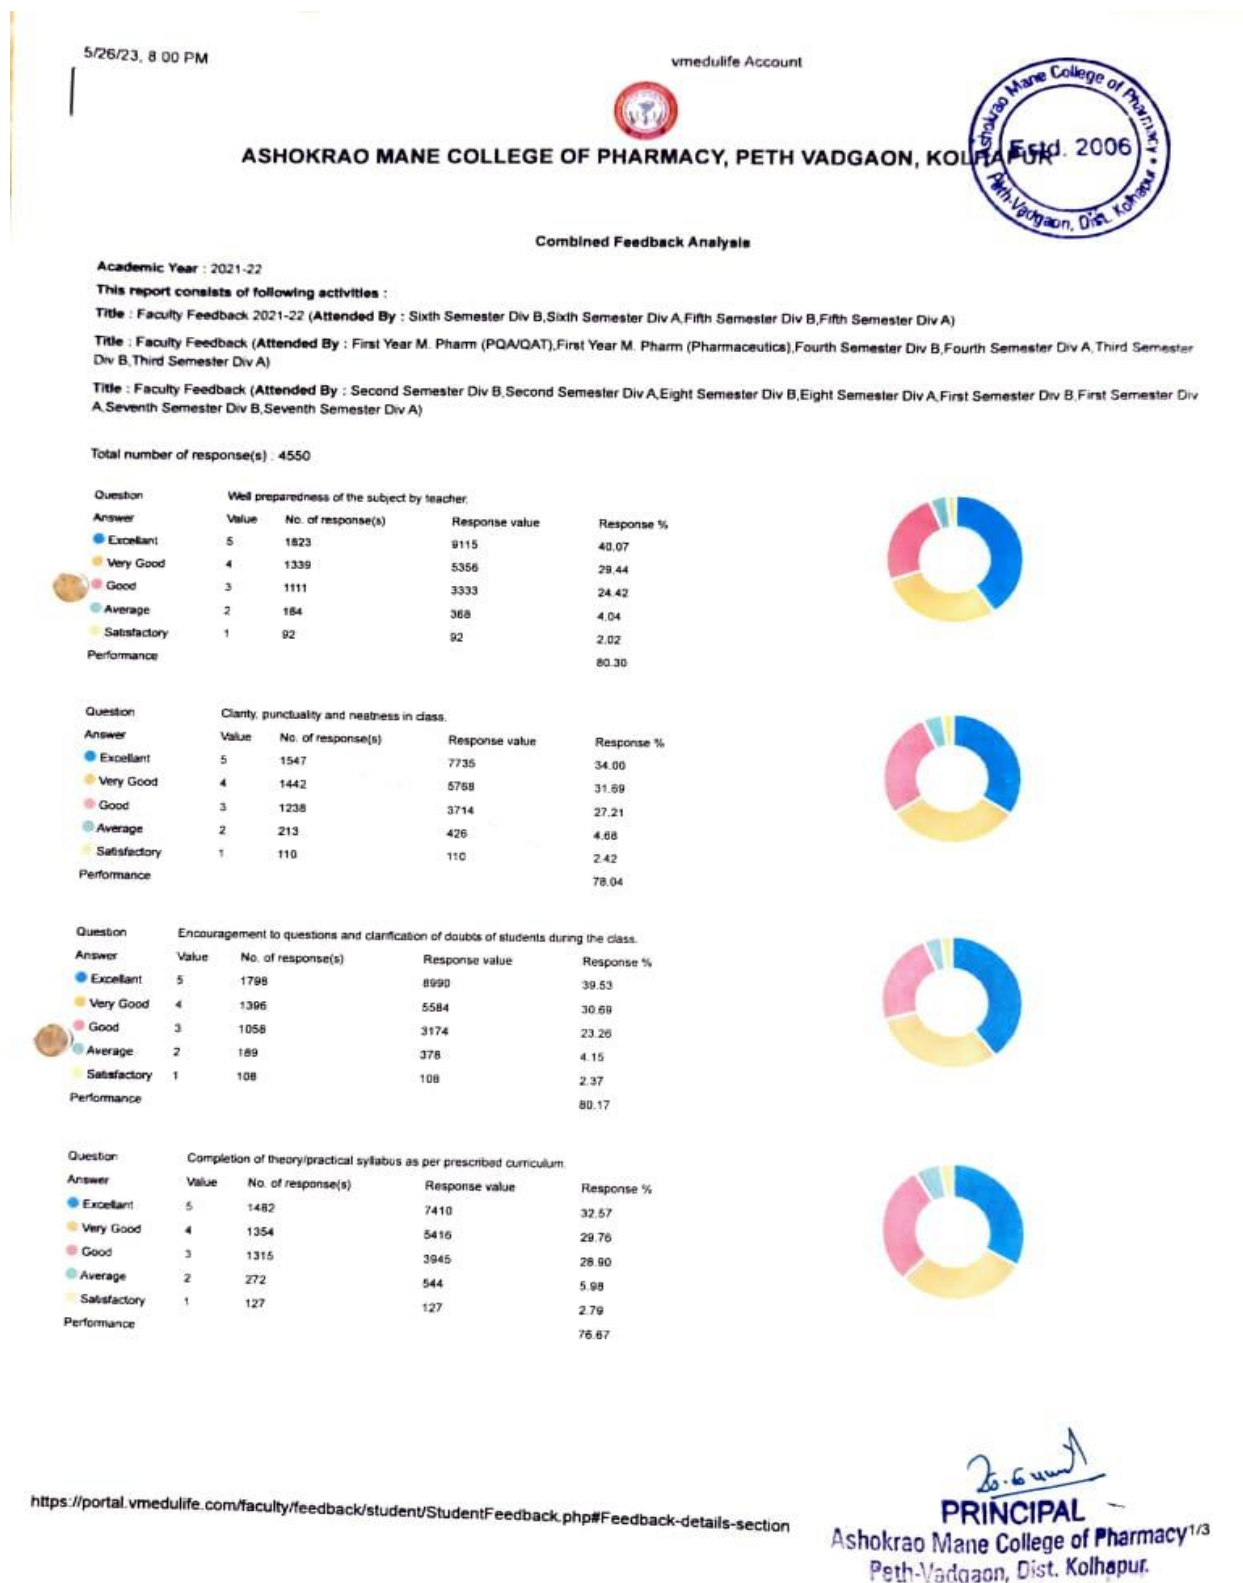 5/26/23, 8 00 PM
vmedulife Account
Ashokrao Mane College of Pharmacy
Estd. 2006
Peth-Vadgaon, Dist. Kolhapur
ASHOKRAO MANE COLLEGE OF PHARMACY, PETH VADGAON, KOLHAPUR
Combined Feedback Analysis
Academic Year : 2021-22
This report consists of following activities :
Title : Faculty Feedback 2021-22 (Attended By : Sixth Semester Div B,Sixth Semester Div A,Fifth Semester Div B,Fifth Semester Div A)
Title : Faculty Feedback (Attended By : First Year M. Pharm (PQA/QAT),First Year M. Pharm (Pharmaceutics),Fourth Semester Div B,Fourth Semester Div A,Third Semester
Div B,Third Semester Div A)
Title : Faculty Feedback (Attended By : Second Semester Div B,Second Semester Div A,Eight Semester Div B,Eight Semester Div A,First Semester Div B,First Semester Div
A,Seventh Semester Div B,Seventh Semester Div A)
Total number of response(s) : 4550
Question Well preparedness of the subject by teacher.
Answer Value No. of response(s) Response value Response %
Excellant 5 1823 9115 40.07
Very Good 4 1339 5356 29.44
Good 3 1111 3333 24.42
Average 2 184 368 4.04
Satisfactory 1 92 92 2.02
Performance 80.30
Question Clarity, punctuality and neatness in class.
Answer Value No. of response(s) Response value Response %
Excellant 5 1547 7735 34.00
Very Good 4 1442 5768 31.69
Good 3 1238 3714 27.21
Average 2 213 426 4.68
Satisfactory 1 110 110 2.42
Performance 78.04
Question Encouragement to questions and clarification of doubts of students during the class.
Answer Value No. of response(s) Response value Response %
Excellant 5 1798 8990 39.53
Very Good 4 1396 5584 30.69
Good 3 1058 3174 23.26
Average 2 189 378 4.15
Satisfactory 1 108 108 2.37
Performance 80.17
Question Completion of theory/practical syllabus as per prescribed curriculum.
Answer Value No. of response(s) Response value Response %
Excellant 5 1482 7410 32.57
Very Good 4 1354 5416 29.76
Good 3 1315 3945 28.90
Average 2 272 544 5.98
Satisfactory 1 127 127 2.79
Performance 76.67
https://portal.vmedulife.com/faculty/feedback/student/StudentFeedback.php#Feedback-details-section
PRINCIPAL
Ashokrao Mane College of Pharmacy 1/3
Peth-Vadgaon, Dist. Kolhapur.